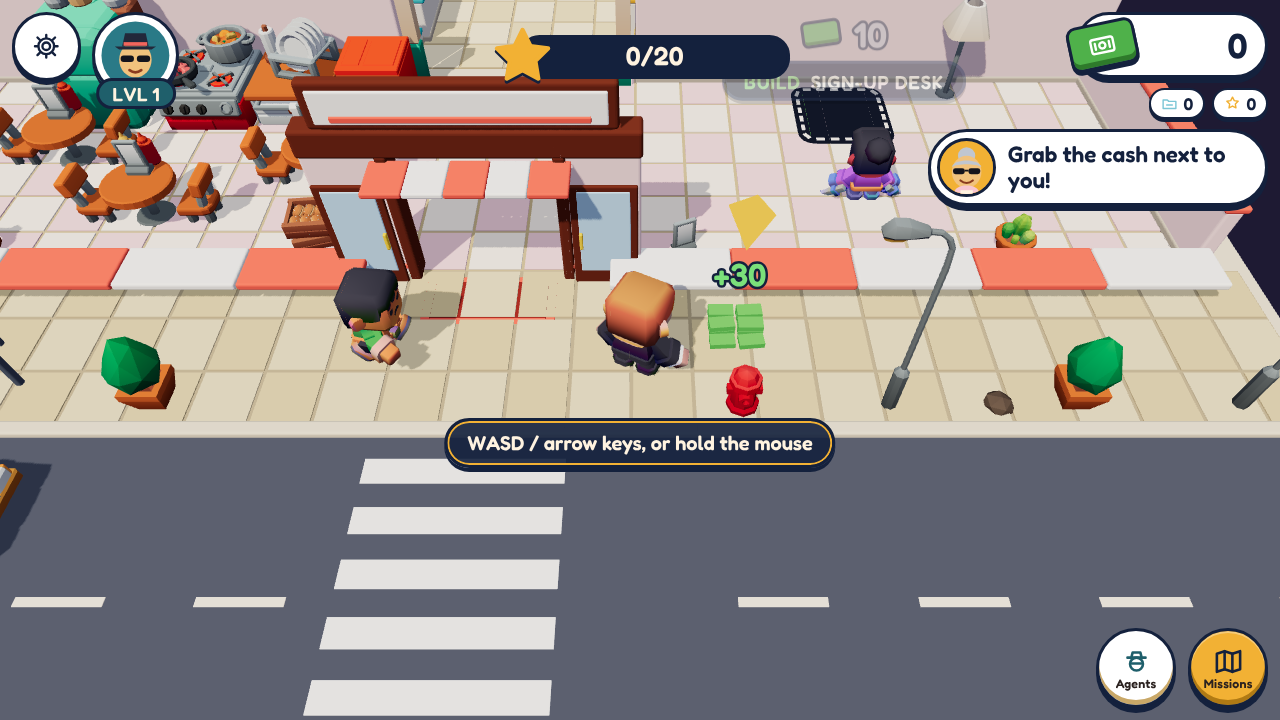 LVL 1
0/20
10
BUILD SIGN-UP DESK
0
0
0
Grab the cash next to
you!
+30
WASD / arrow keys, or hold the mouse
Agents
Missions